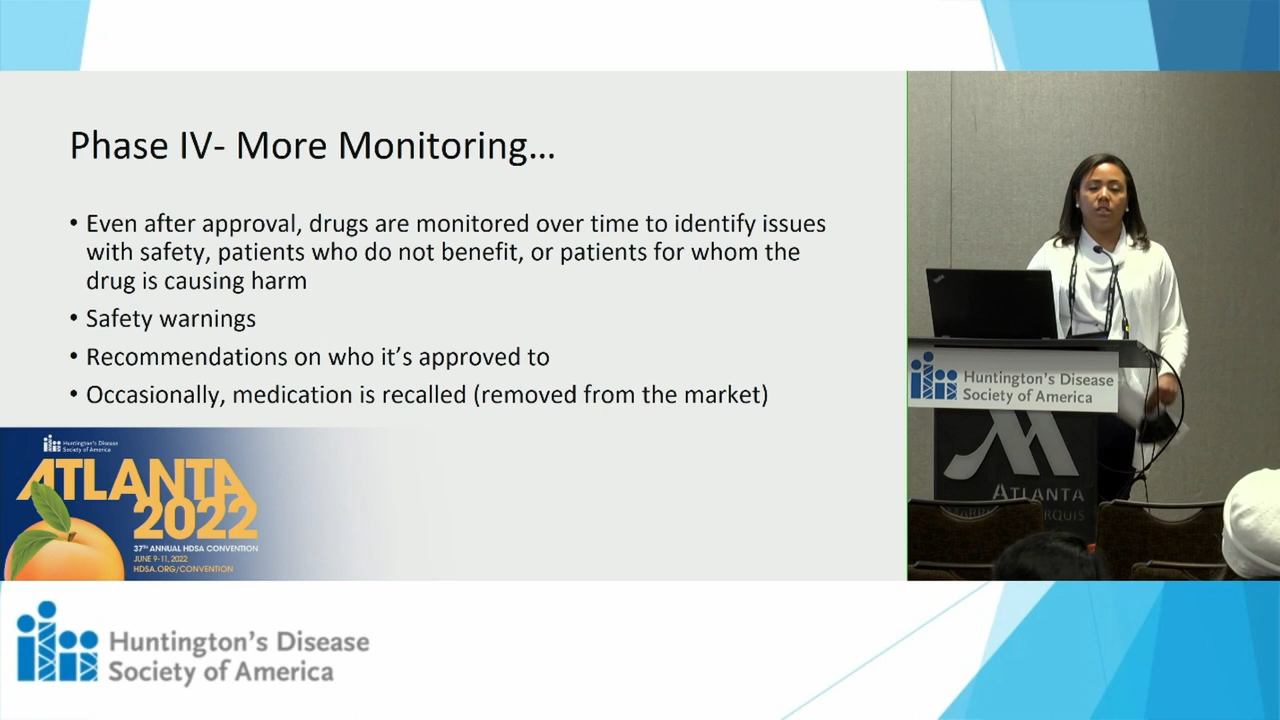 Phase IV- More Monitoring...
• Even after approval, drugs are monitored over time to identify issues
with safety, patients who do not benefit, or patients for whom the
drug is causing harm
• Safety warnings
• Recommendations on who it's approved to
• Occasionally, medication is recalled (removed from the market)
Huntington's Disease
Society of America
ATLANTA
2022
37TH ANNUAL HDSA CONVENTION
JUNE 9-11, 2022
HDSA.ORG/CONVENTION
Huntington's Disease
Society of America
ATLANTA
MARRIOTT MARQUIS
Huntington's Disease
Society of America